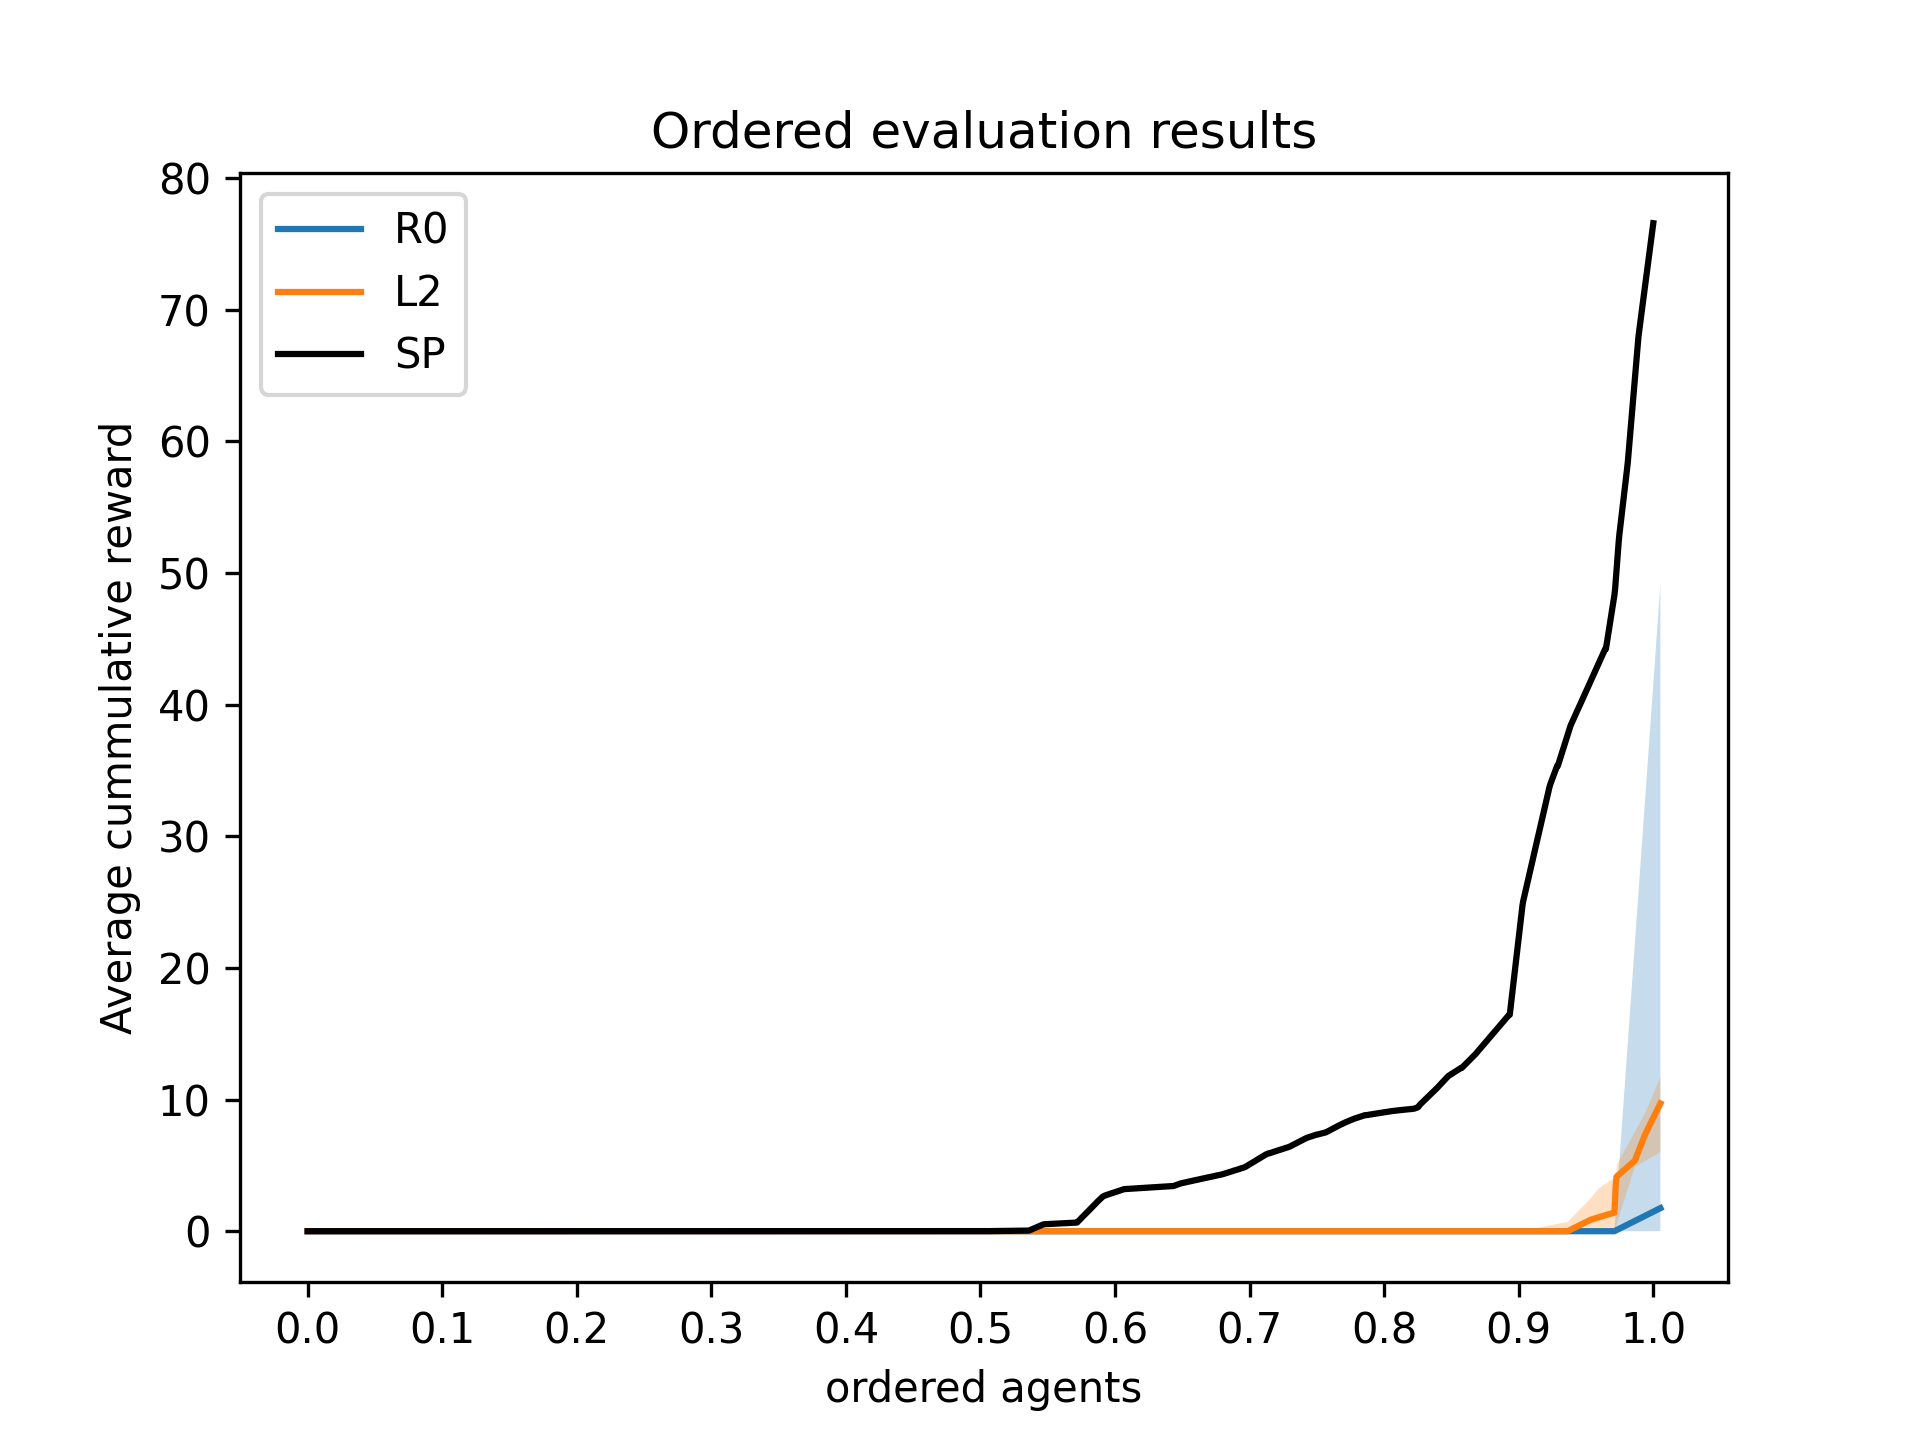 Ordered evaluation results
80
70
60
50
40
30
20
10
0
Average cummulative reward
R0
L2
SP
0.0 0.1 0.2 0.3 0.4 0.5 0.6 0.7 0.8 0.9 1.0
ordered agents